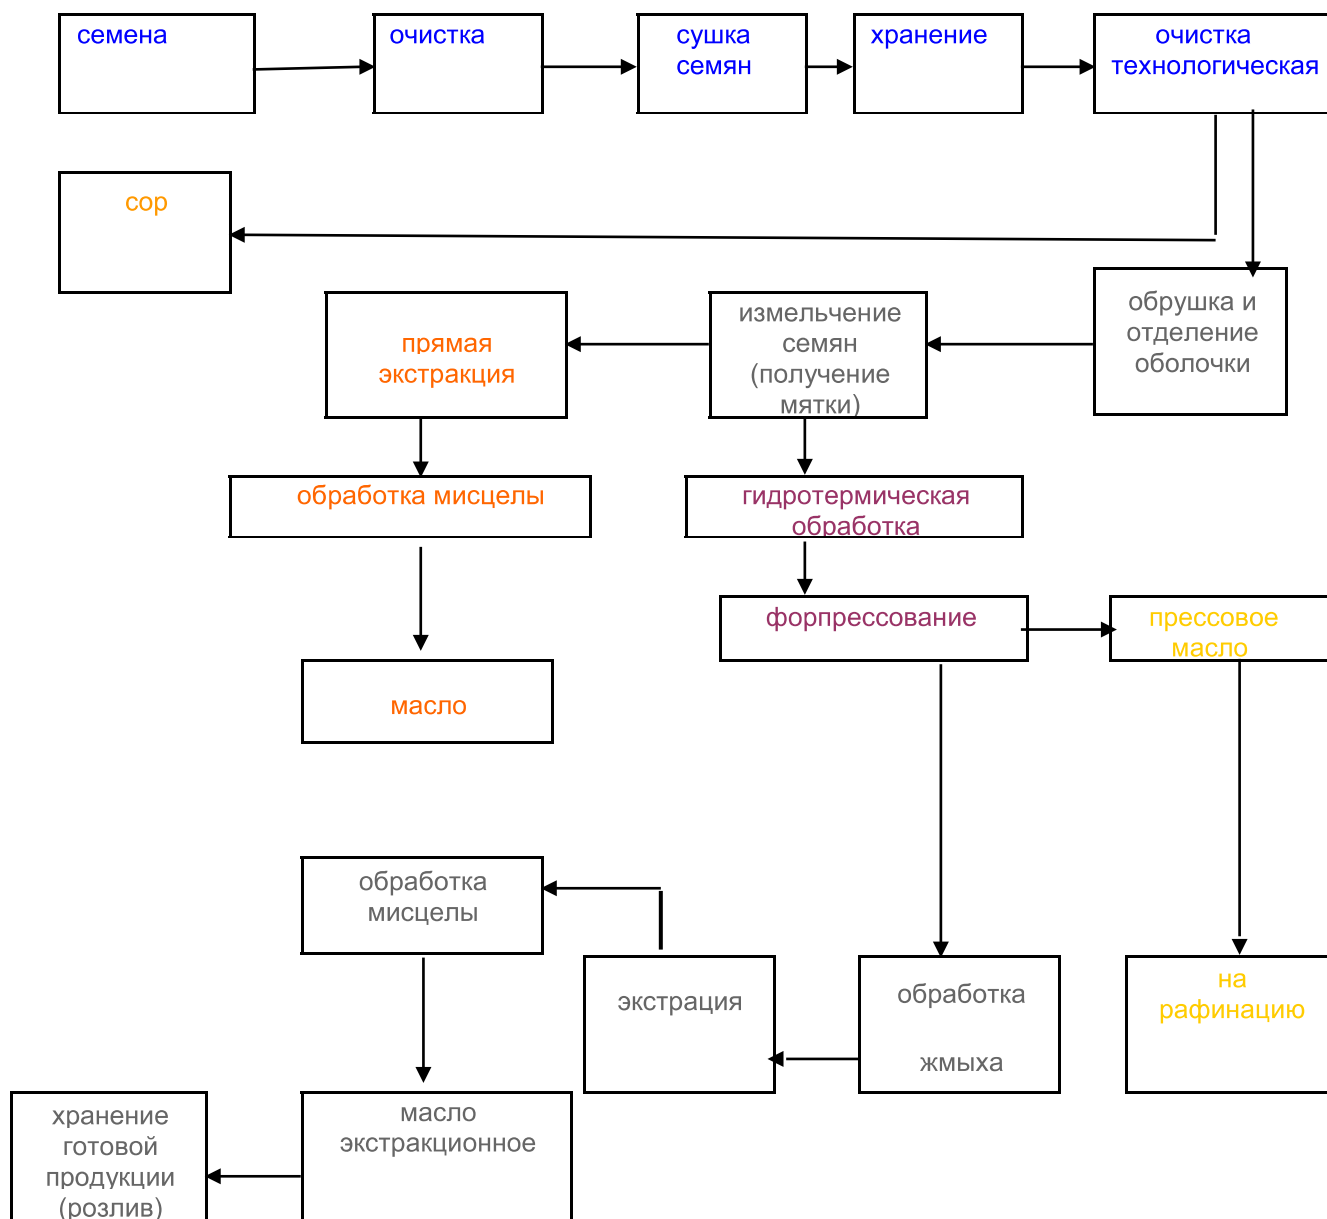 семена
очистка
сушка
семян
хранение
очистка
технологическая
сор
обрушка и
отделение
оболочки
измельчение
семян
(получение
мятки)
прямая
экстракция
обработка мисцелы
гидротермическая
обработка
форпрессование
прессовое
масло
масло
обработка
мисцелы
экстрация
обработка
жмыха
на
рафинацию
масло
экстракционное
хранение
готовой
продукции
(розлив)